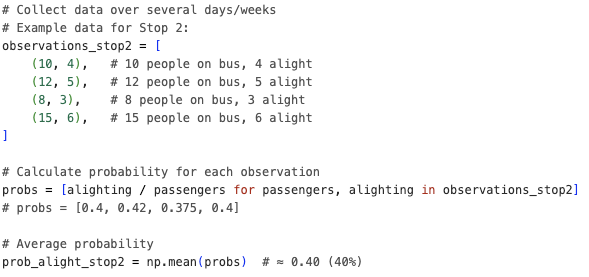 # Collect data over several days/weeks
# Example data for Stop 2:
observations_stop2 = [
    (10, 4),   # 10 people on bus, 4 alight
    (12, 5),   # 12 people on bus, 5 alight
    (8, 3),    # 8 people on bus, 3 alight
    (15, 6),   # 15 people on bus, 6 alight
]

# Calculate probability for each observation
probs = [alighting / passengers for passengers, alighting in observations_stop2]
# probs = [0.4, 0.42, 0.375, 0.4]

# Average probability
prob_alight_stop2 = np.mean(probs)  # ≈ 0.40 (40%)